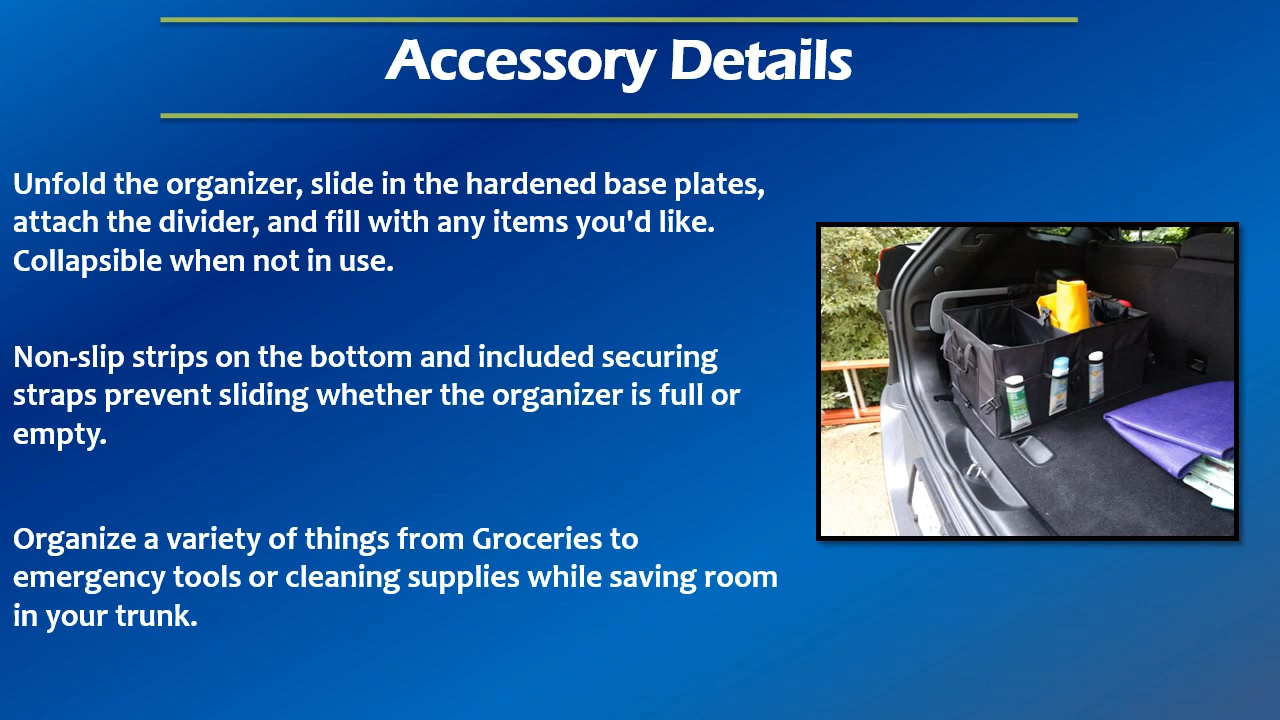 Accessory Details
Unfold the organizer, slide in the hardened base plates,
attach the divider, and fill with any items you'd like.
Collapsible when not in use.
Non-slip strips on the bottom and included securing
straps prevent sliding whether the organizer is full or
empty.
Organize a variety of things from Groceries to
emergency tools or cleaning supplies while saving room
in your trunk.